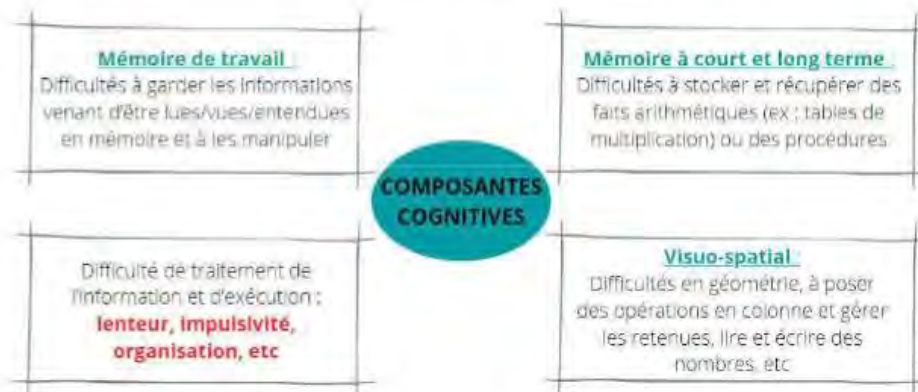 Mémoire de travail :
Difficultés à garder les informations
venant d'être lues/vues/entendues
en mémoire et à les manipuler
Mémoire à court et long terme :
Difficultés à stocker et récupérer des
faits arithmétiques (ex : tables de
multiplication) ou des procédures
COMPOSANTES
COGNITIVES
Difficulté de traitement de
l'information et d'exécution :
lenteur, impulsivité,
organisation, etc
Visuo-spatial :
Difficultés en géométrie, à poser
des opérations en colonne et gérer
les retenues, lire et écrire des
nombres, etc